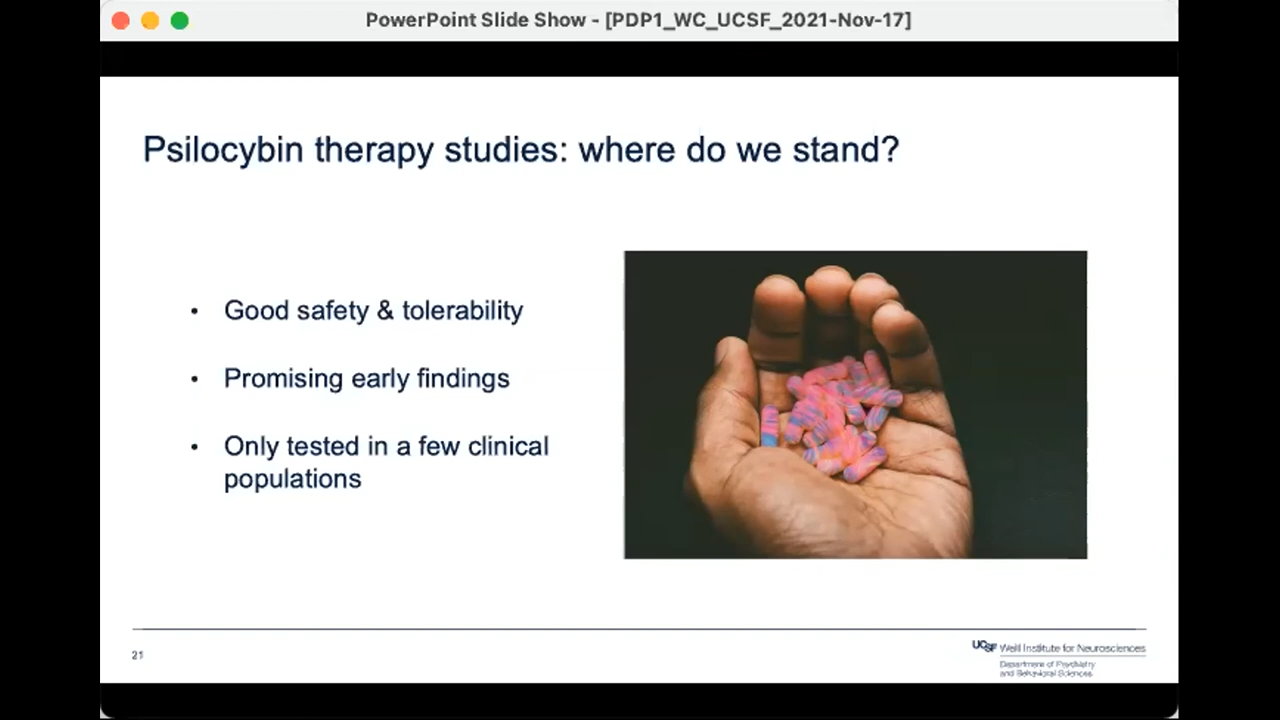 PowerPoint Slide Show - [PDP1_WC_UCSF_2021-Nov-17]
Psilocybin therapy studies: where do we stand?
• Good safety & tolerability
• Promising early findings
• Only tested in a few clinical
populations
21
UCSF Weill Institute for Neurosciences
Department of Psychiatry
and Behavioral Sciences